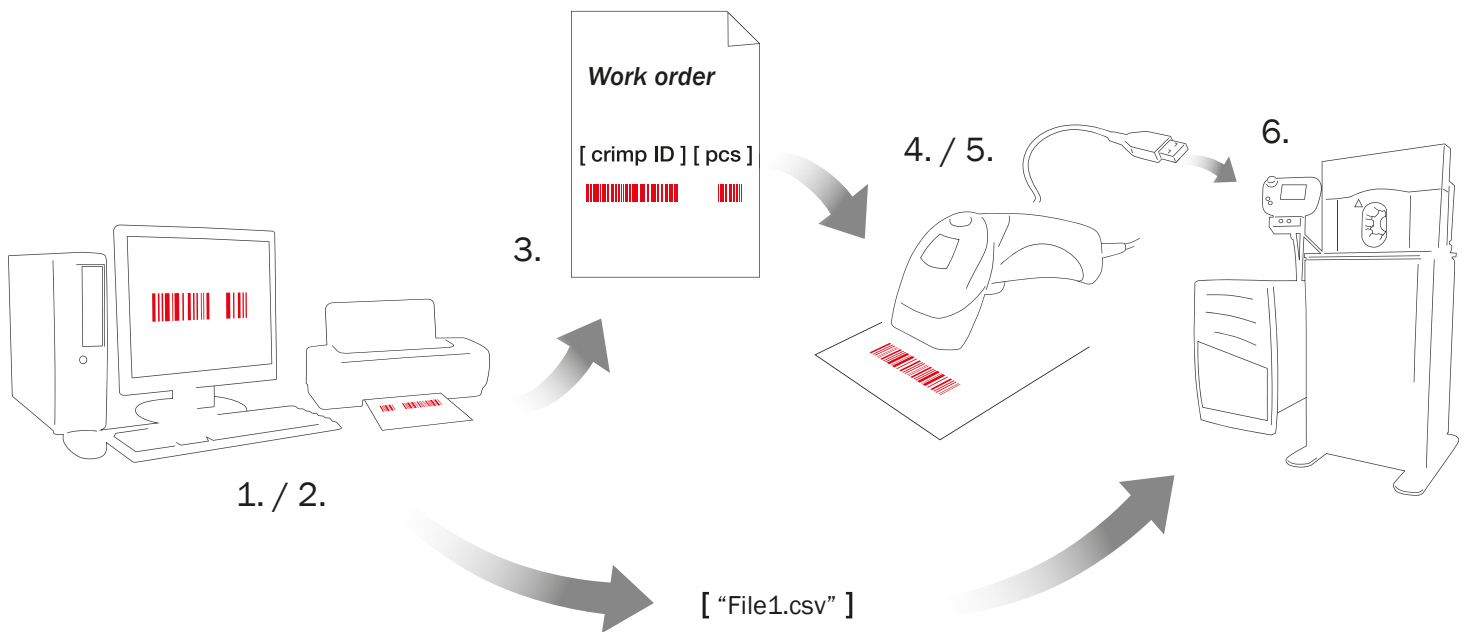 Work order
[ crimp ID ] [ pcs ]
3.
4. / 5.
6.
1. / 2.
[ “File1.csv” ]